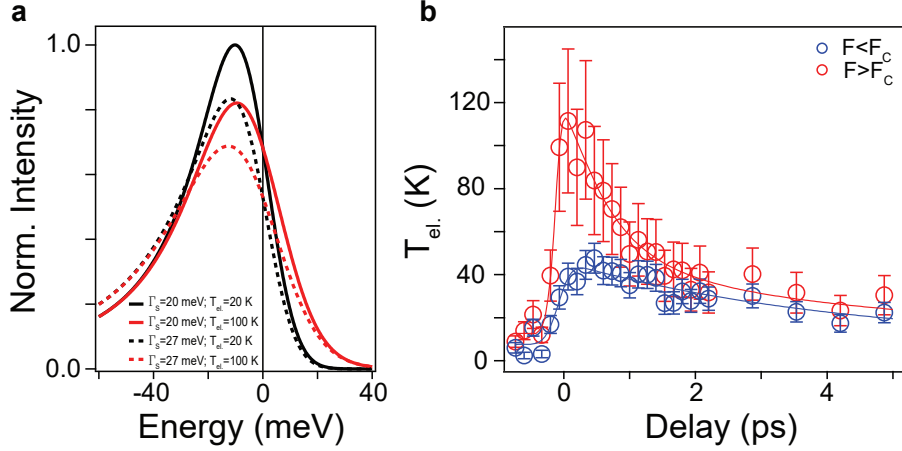 a
Norm. Intensity
1.0
0.0
ΓS=20 meV; Tel.=20 K
ΓS=20 meV; Tel.=100 K
ΓS=27 meV; Tel.=20 K
ΓS=27 meV; Tel.=100 K
-40
0
40
Energy (meV)
b
Tel. (K)
120
80
40
0
F<FC
F>FC
0
2
4
Delay (ps)